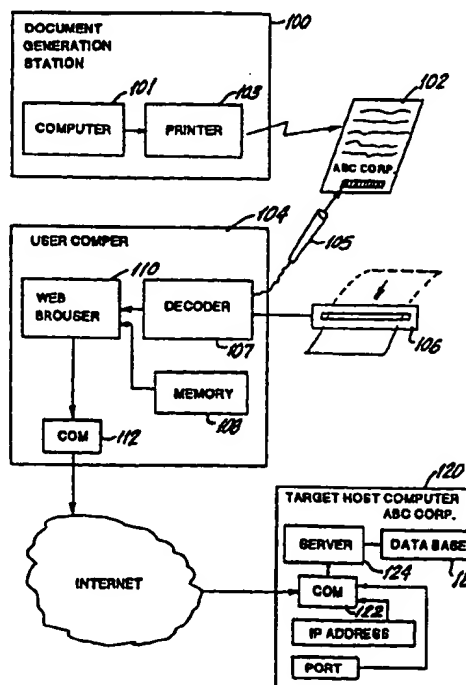 100
DOCUMENT
GENERATION
STATION
101
103
COMPUTER
PRINTER
102
ABC CORP.
104
USER COMPER
105
110
WEB
BROUSER
DECODER
107
106
MEMORY
108
COM
112
INTERNET
120
TARGET HOST COMPUTER
ABC CORP.
SERVER
DATA BASE
124
COM
122
IP ADDRESS
PORT